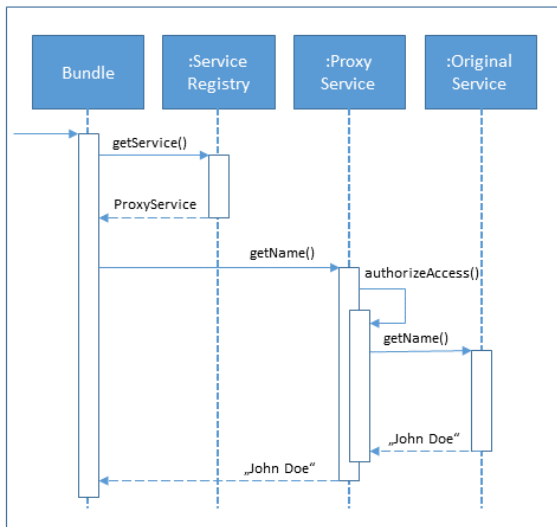 Bundle
:Service
Registry
:Proxy
Service
:Original
Service
getService()
ProxyService
getName()
authorizeAccess()
getName()
„John Doe“
„John Doe“